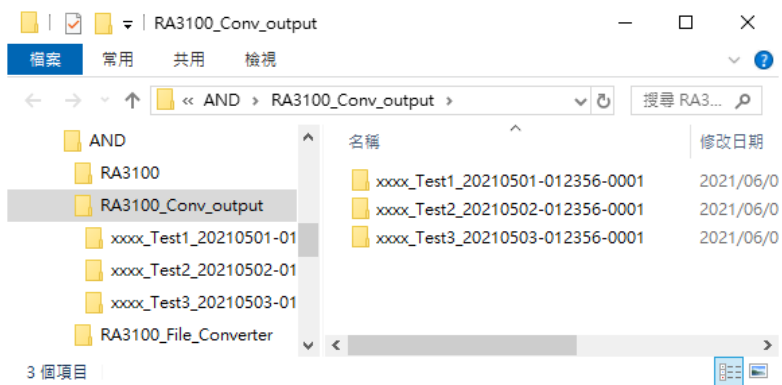 RA3100_Conv_output
檔案 常用 共用 檢視
« AND › RA3100_Conv_output › 搜尋 RA3...
AND
RA3100
RA3100_Conv_output
xxxx_Test1_20210501-01
xxxx_Test2_20210502-01
xxxx_Test3_20210503-01
RA3100_File_Converter
名稱 修改日期
xxxx_Test1_20210501-012356-0001 2021/06/0
xxxx_Test2_20210502-012356-0001 2021/06/0
xxxx_Test3_20210503-012356-0001 2021/06/0
3 個項目